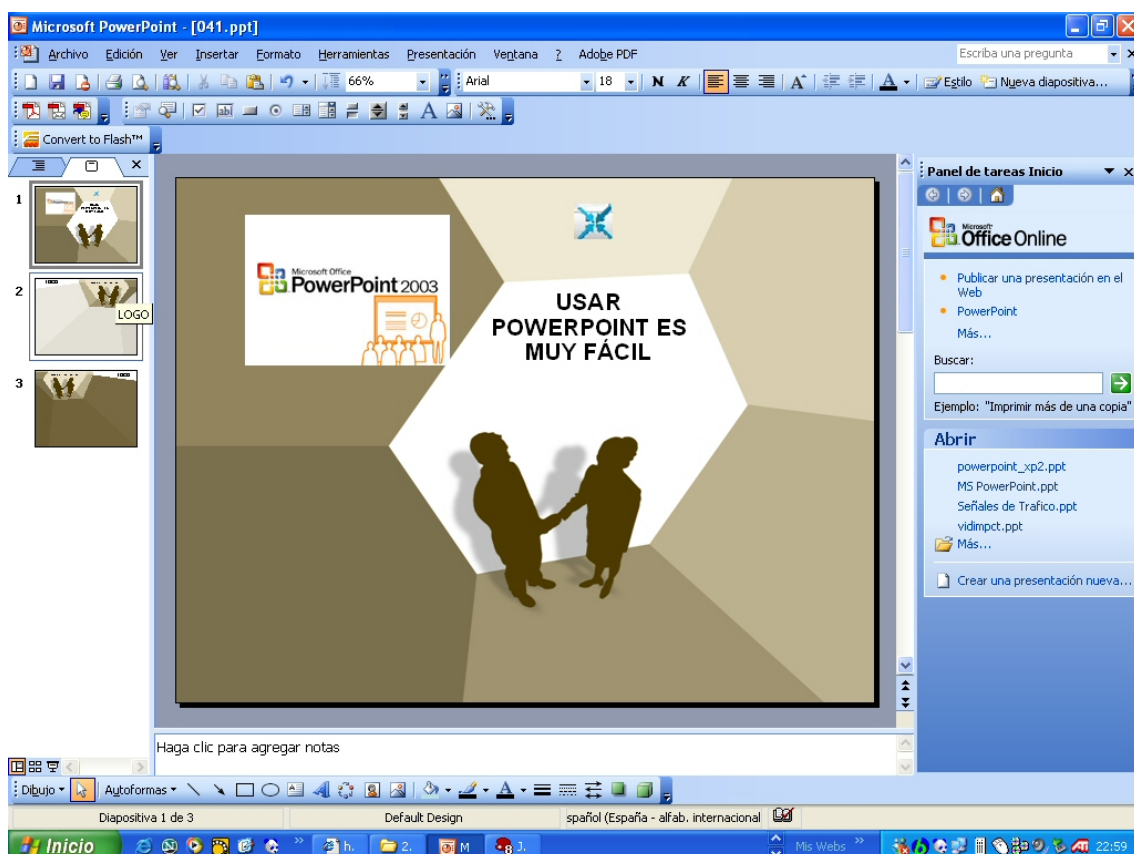 Microsoft PowerPoint - [041.ppt]
Archivo Edición Ver Insertar Formato Herramientas Presentación Ventana ? Adobe PDF Escriba una pregunta
66% Arial 18 N K Estilo Nueva diapositiva...
Convert to Flash™
1
2
LOGO
3
Microsoft Office
PowerPoint 2003
USAR
POWERPOINT ES
MUY FÁCIL
Haga clic para agregar notas
Panel de tareas Inicio
Microsoft
Office Online
Publicar una presentación en el
Web
PowerPoint
Más...
Buscar:
Ejemplo: "Imprimir más de una copia"
Abrir
powerpoint_xp2.ppt
MS PowerPoint.ppt
Señales de Trafico.ppt
vidimpct.ppt
Más...
Crear una presentación nueva...
Dibujo Autoformas
Diapositiva 1 de 3 Default Design spañol (España - alfab. internacional
Inicio h. 2. M J. Mis Webs 22:59